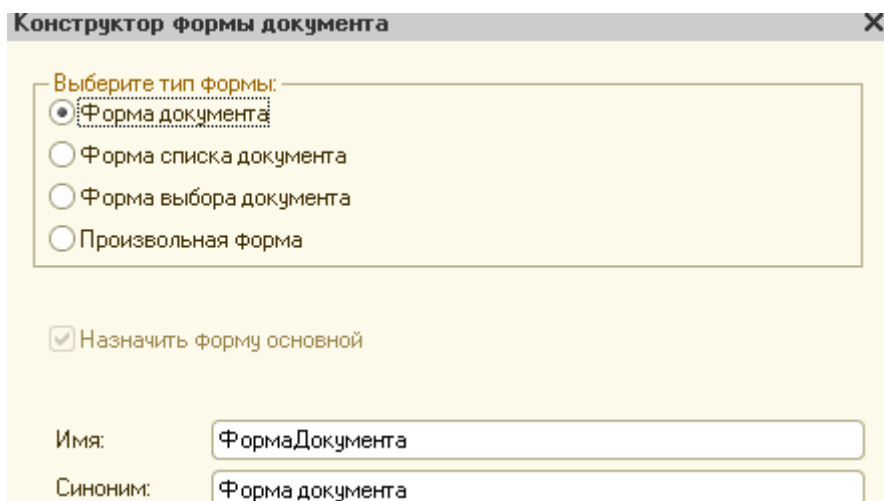 Конструктор формы документа
Выберите тип формы:
Форма документа
Форма списка документа
Форма выбора документа
Произвольная форма
Назначить форму основной
Имя: ФормаДокумента
Синоним: Форма документа